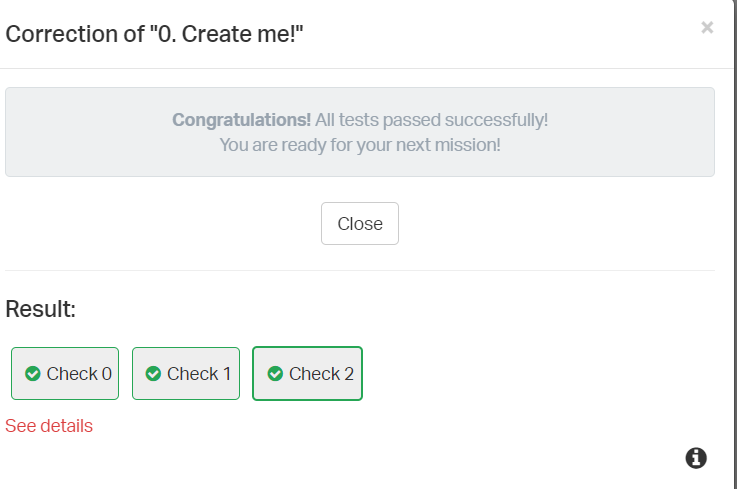 Correction of "0. Create me!"
×
Congratulations! All tests passed successfully!
You are ready for your next mission!
Close
Result:
Check 0
Check 1
Check 2
See details